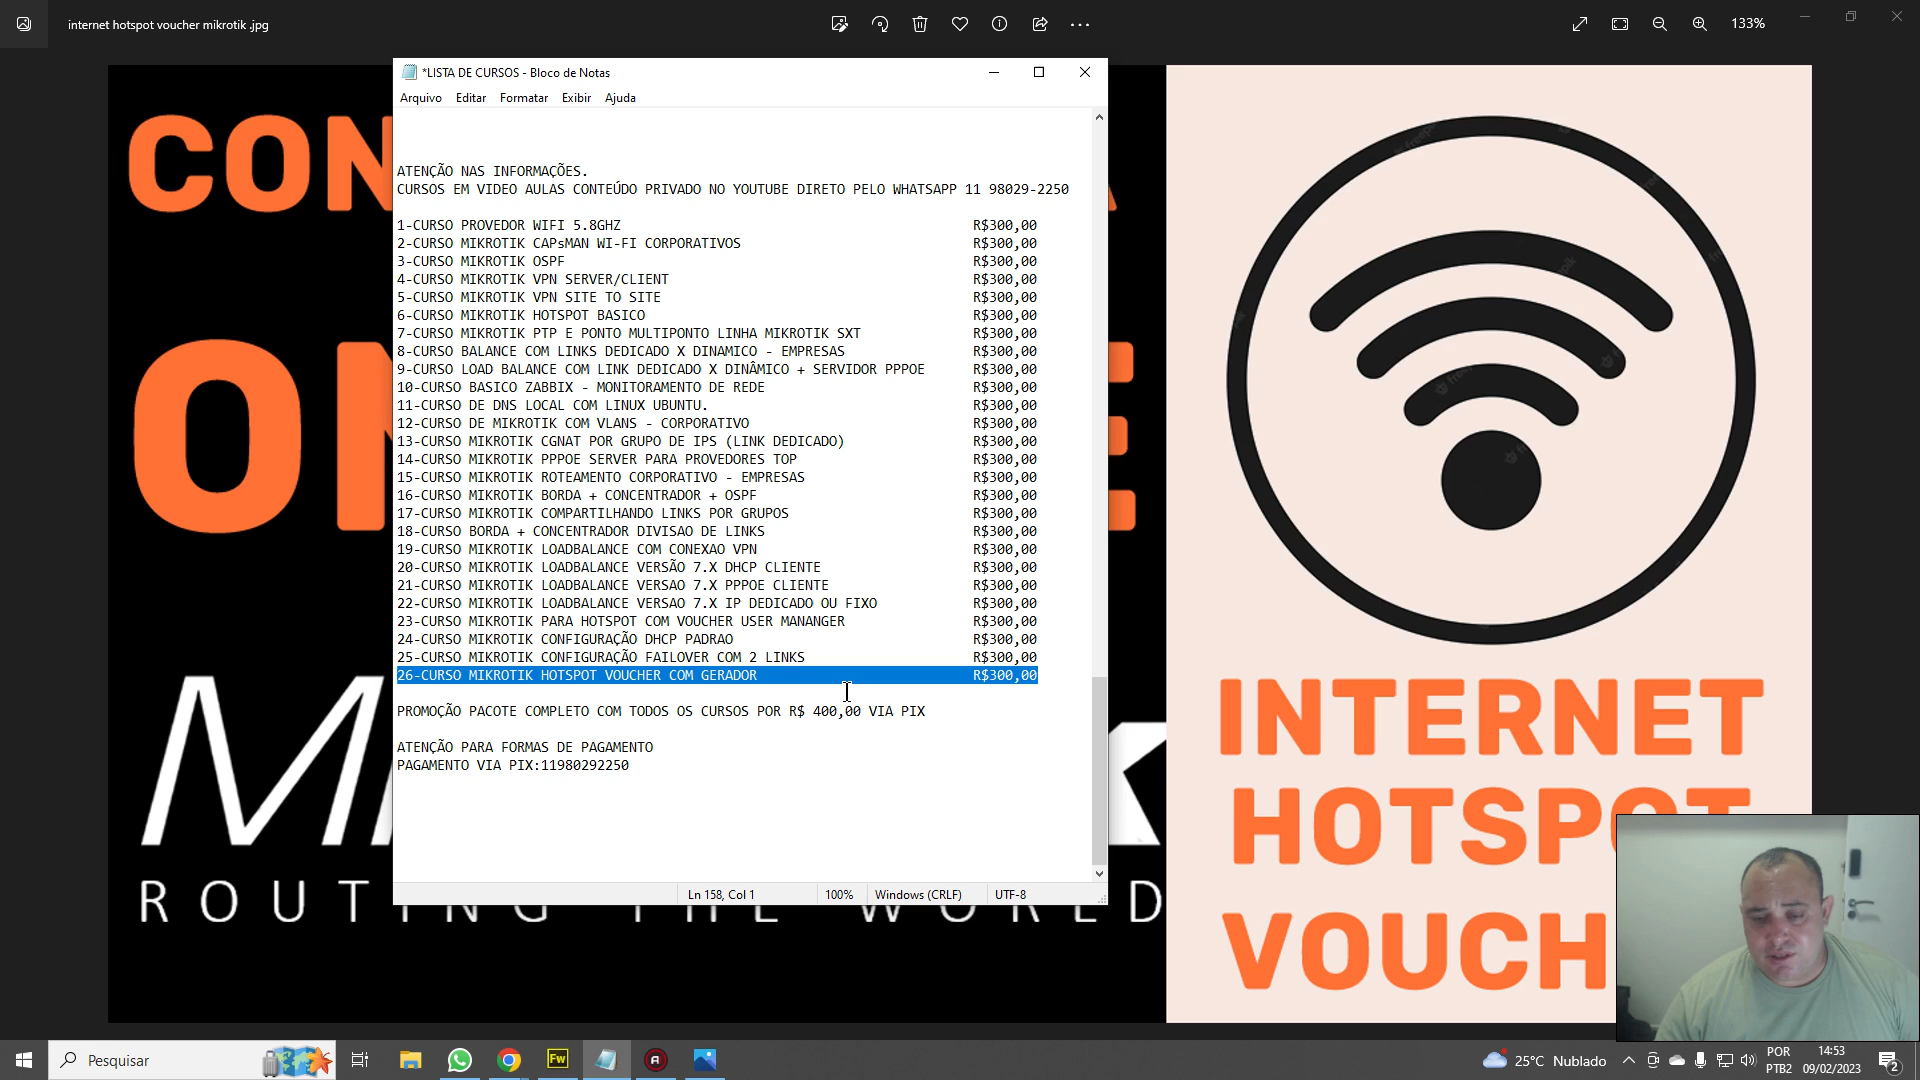 internet hotspot voucher mikrotik .jpg
133%
*LISTA DE CURSOS - Bloco de Notas
Arquivo Editar Formatar Exibir Ajuda
ATENÇÃO NAS INFORMAÇÕES.
CURSOS EM VIDEO AULAS CONTEÚDO PRIVADO NO YOUTUBE DIRETO PELO WHATSAPP 11 98029-2250
1-CURSO PROVEDOR WIFI 5.8GHZ R$300,00
2-CURSO MIKROTIK CAPsMAN WI-FI CORPORATIVOS R$300,00
3-CURSO MIKROTIK OSPF R$300,00
4-CURSO MIKROTIK VPN SERVER/CLIENT R$300,00
5-CURSO MIKROTIK VPN SITE TO SITE R$300,00
6-CURSO MIKROTIK HOTSPOT BASICO R$300,00
7-CURSO MIKROTIK PTP E PONTO MULTIPONTO LINHA MIKROTIK SXT R$300,00
8-CURSO BALANCE COM LINKS DEDICADO X DINAMICO - EMPRESAS R$300,00
9-CURSO LOAD BALANCE COM LINK DEDICADO X DINÂMICO + SERVIDOR PPPOE R$300,00
10-CURSO BASICO ZABBIX - MONITORAMENTO DE REDE R$300,00
11-CURSO DE DNS LOCAL COM LINUX UBUNTU. R$300,00
12-CURSO DE MIKROTIK COM VLANS - CORPORATIVO R$300,00
13-CURSO MIKROTIK CGNAT POR GRUPO DE IPS (LINK DEDICADO) R$300,00
14-CURSO MIKROTIK PPPOE SERVER PARA PROVEDORES TOP R$300,00
15-CURSO MIKROTIK ROTEAMENTO CORPORATIVO - EMPRESAS R$300,00
16-CURSO MIKROTIK BORDA + CONCENTRADOR + OSPF R$300,00
17-CURSO MIKROTIK COMPARTILHANDO LINKS POR GRUPOS R$300,00
18-CURSO BORDA + CONCENTRADOR DIVISAO DE LINKS R$300,00
19-CURSO MIKROTIK LOADBALANCE COM CONEXAO VPN R$300,00
20-CURSO MIKROTIK LOADBALANCE VERSÃO 7.X DHCP CLIENTE R$300,00
21-CURSO MIKROTIK LOADBALANCE VERSAO 7.X PPPOE CLIENTE R$300,00
22-CURSO MIKROTIK LOADBALANCE VERSAO 7.X IP DEDICADO OU FIXO R$300,00
23-CURSO MIKROTIK PARA HOTSPOT COM VOUCHER USER MANANGER R$300,00
24-CURSO MIKROTIK CONFIGURAÇÃO DHCP PADRAO R$300,00
25-CURSO MIKROTIK CONFIGURAÇÃO FAILOVER COM 2 LINKS R$300,00
26-CURSO MIKROTIK HOTSPOT VOUCHER COM GERADOR R$300,00
PROMOÇÃO PACOTE COMPLETO COM TODOS OS CURSOS POR R$ 400,00 VIA PIX
ATENÇÃO PARA FORMAS DE PAGAMENTO
PAGAMENTO VIA PIX:11980292250
Ln 158, Col 1 100% Windows (CRLF) UTF-8
CON
ON
ROUTING THE WORLD
INTERNET
HOTSPOT
VOUCH
Pesquisar
Fw
25°C Nublado
POR
PTB2
14:53
09/02/2023
2